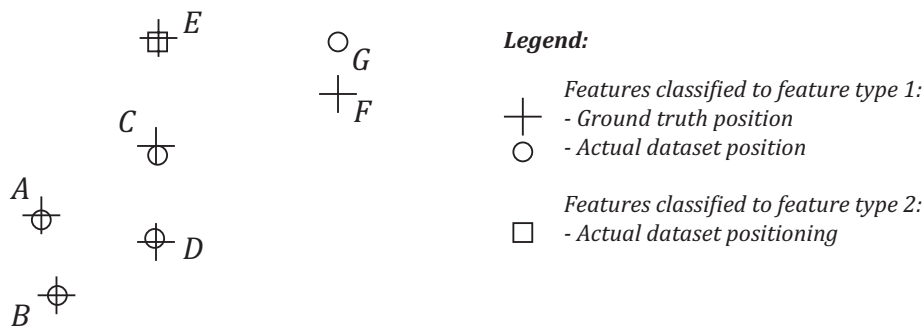 E
G
F
C
A
D
B
Legend:
Features classified to feature type 1:
- Ground truth position
- Actual dataset position
Features classified to feature type 2:
- Actual dataset positioning